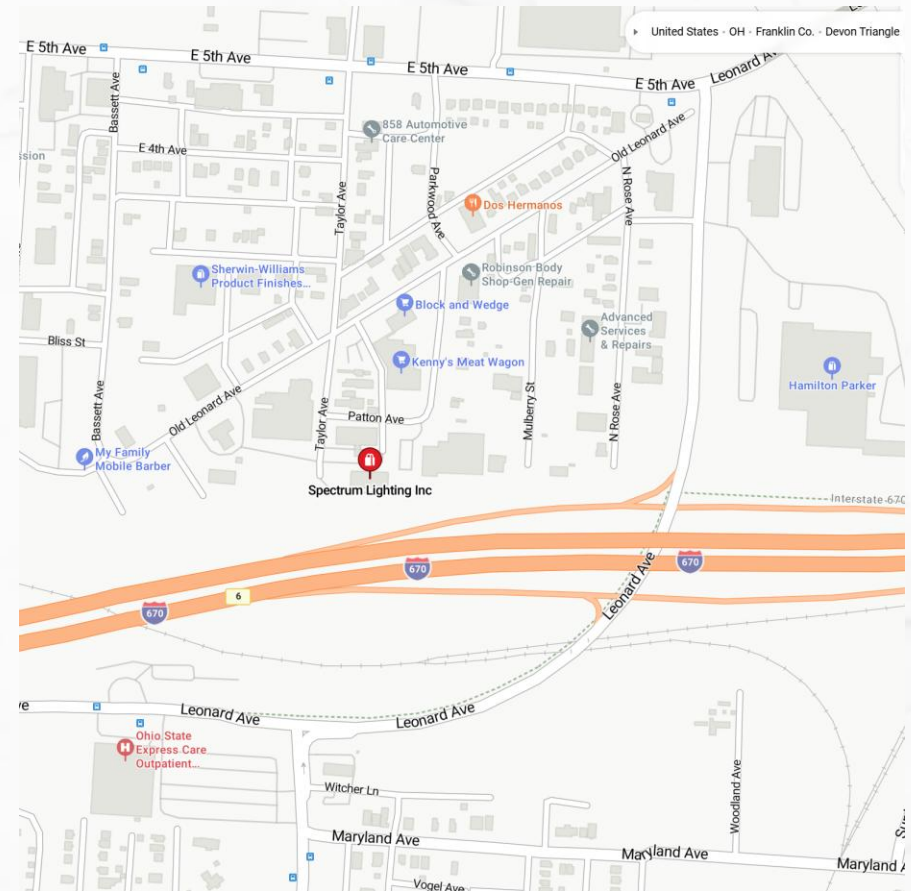 United States · OH · Franklin Co. · Devon Triangle
E 5th Ave
E 5th Ave
E 5th Ave
E 5th Ave
Leonard Ave
Bassett Ave
858 Automotive
Care Center
E 4th Ave
Old Leonard Ave
Parkwood Ave
N Rose Ave
Taylor Ave
Dos Hermanos
Sherwin-Williams
Product Finishes...
Robinson Body
Shop-Gen Repair
Block and Wedge
Advanced
Services
& Repairs
Bliss St
Kenny's Meat Wagon
Hamilton Parker
Old Leonard Ave
Bassett Ave
Taylor Ave
Patton Ave
Mulberry St
N Rose Ave
My Family
Mobile Barber
Spectrum Lighting Inc
Interstate 670
670
670
670
6
Leonard Ave
Leonard Ave
Leonard Ave
Ohio State
Express Care
Outpatient...
Witcher Ln
Woodland Ave
Maryland Ave
Maryland Ave
Maryland A
Vogel Ave